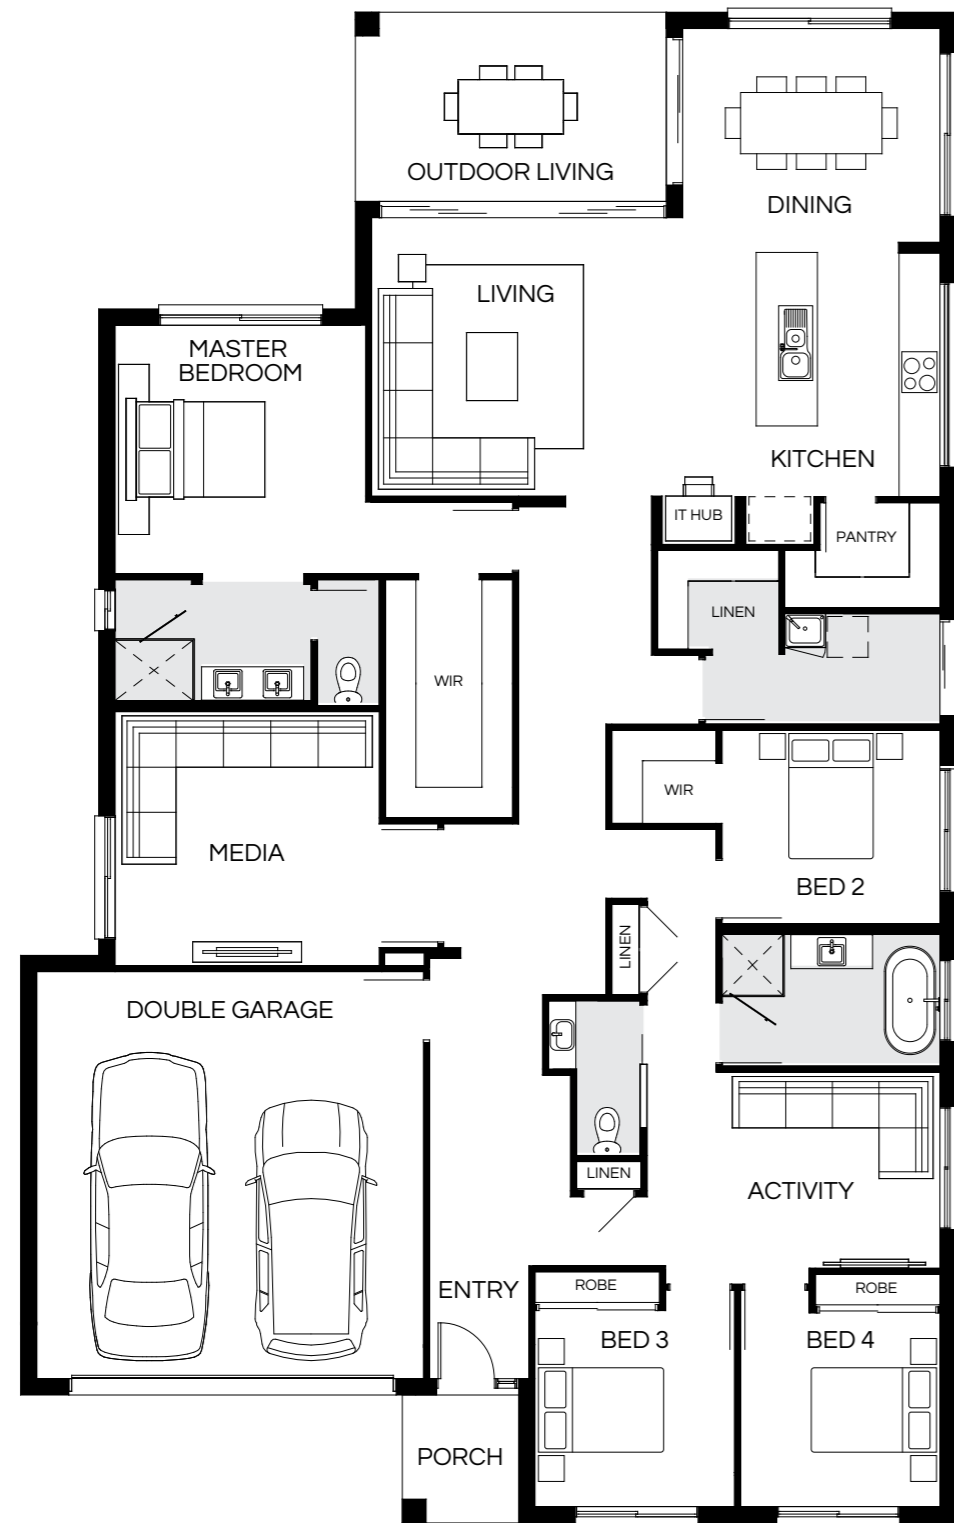 OUTDOOR LIVING
DINING
LIVING
MASTER
BEDROOM
KITCHEN
IT HUB
PANTRY
LINEN
WIR
WIR
MEDIA
BED 2
LINEN
DOUBLE GARAGE
LINEN
ACTIVITY
ENTRY
ROBE
ROBE
BED 3
BED 4
PORCH